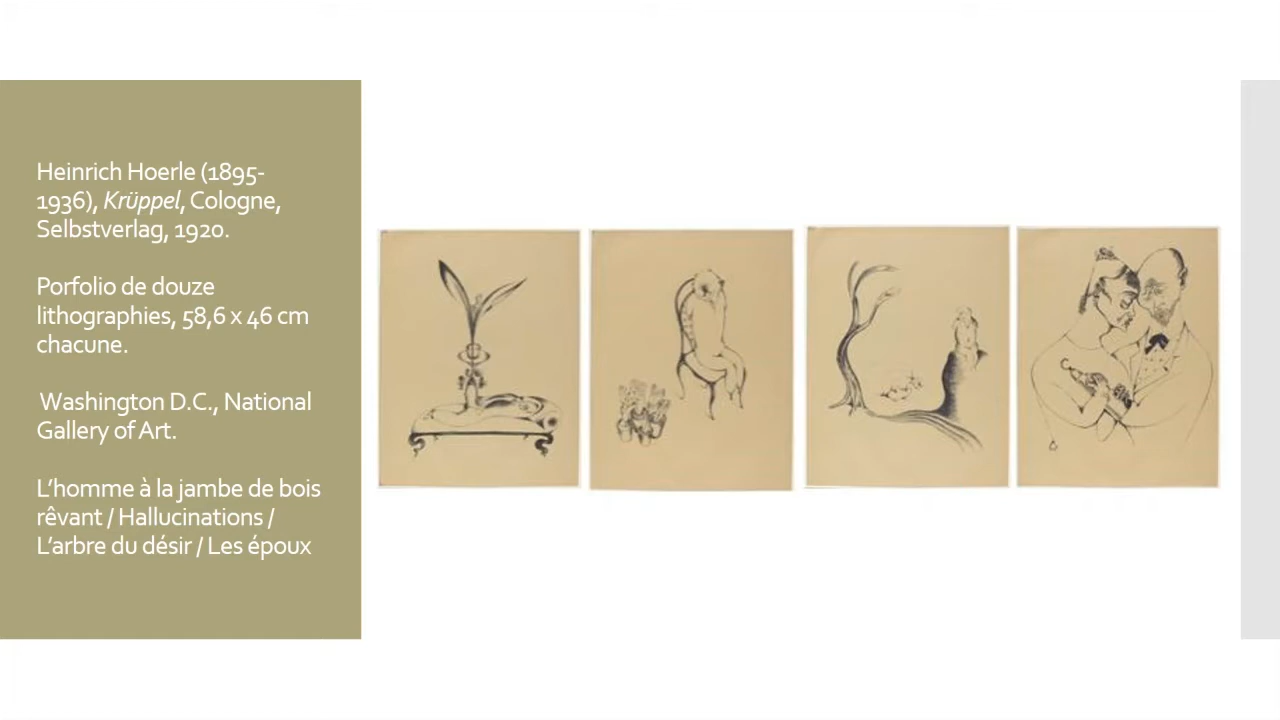 Heinrich Hoerle (1895-
1936), Krüppel, Cologne,
Selbstverlag, 1920.
Porfolio de douze
lithographies, 58,6 x 46 cm
chacune.
Washington D.C., National
Gallery of Art.
L'homme à la jambe de bois
rêvant / Hallucinations /
L'arbre du désir / Les époux